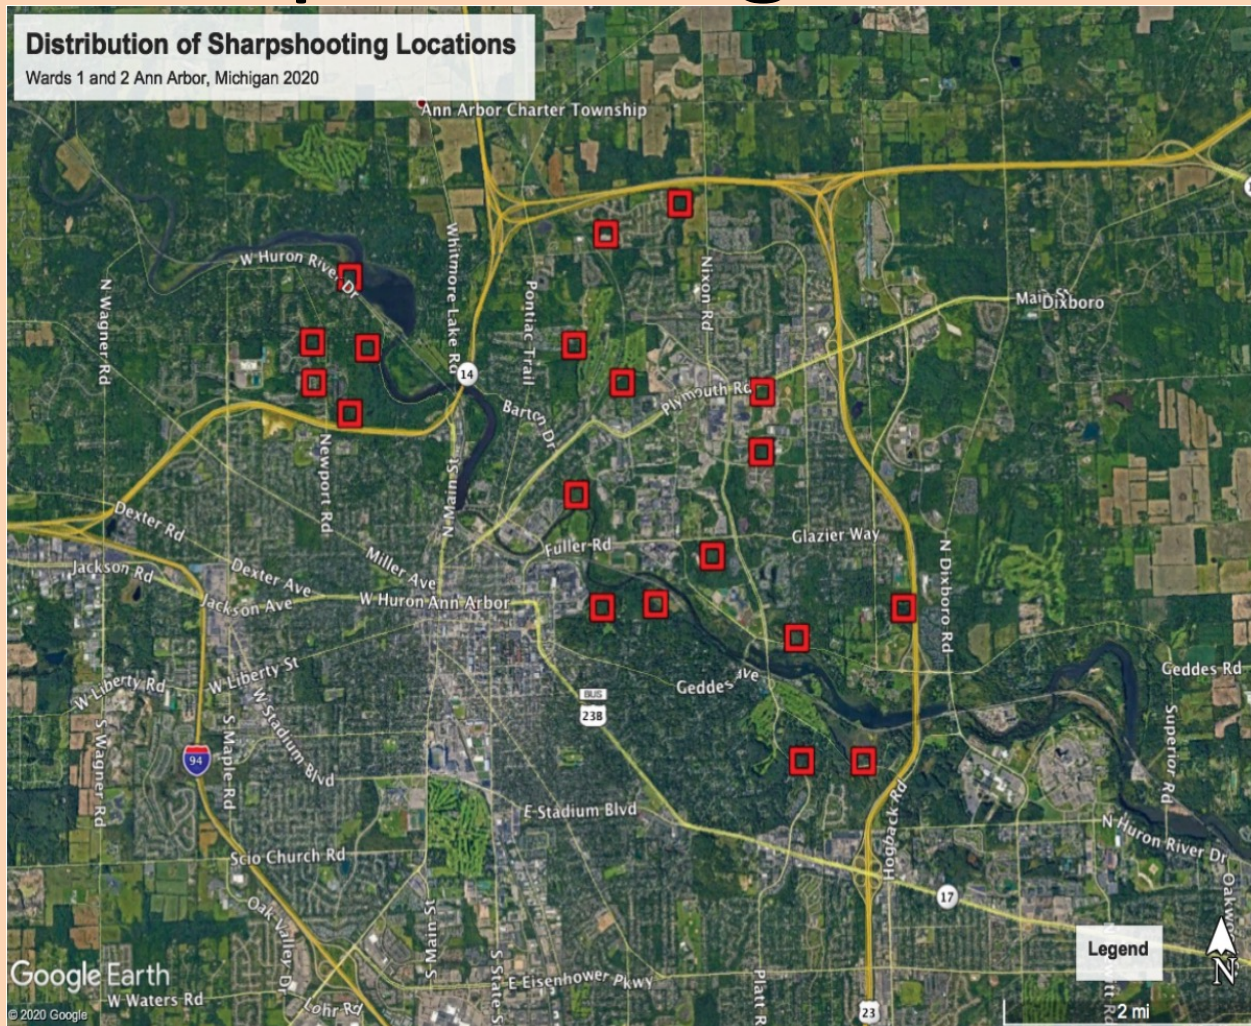 Distribution of Sharpshooting Locations
Wards 1 and 2 Ann Arbor, Michigan 2020
Ann Arbor Charter Township
W Huron River Dr
Whitmore Lake Rd
N Wagner Rd
Pontiac Trail
Nixon Rd
Main St
Dixboro
14
Plymouth Rd
Barton Dr
Newport Rd
N Main St
Dexter Rd
Miller Ave
Fuller Rd
Glazier Way
N Dixboro Rd
Jackson Rd
Dexter Ave
Jackson Ave
W Huron
Ann Arbor
W Liberty Rd
W Liberty St
Geddes Ave
Geddes Rd
BUS
23B
S Wagner Rd
S Maple Rd
W Stadium Blvd
Superior Rd
94
E Stadium Blvd
Hogback Rd
N Huron River Dr
Scio Church Rd
17
Oak Valley Dr
S Main St
S State S
Platt R
Legend
N
Google Earth
E Eisenhower Pkwy
W Waters Rd
Lohr Rd
© 2020 Google
23
2 mi